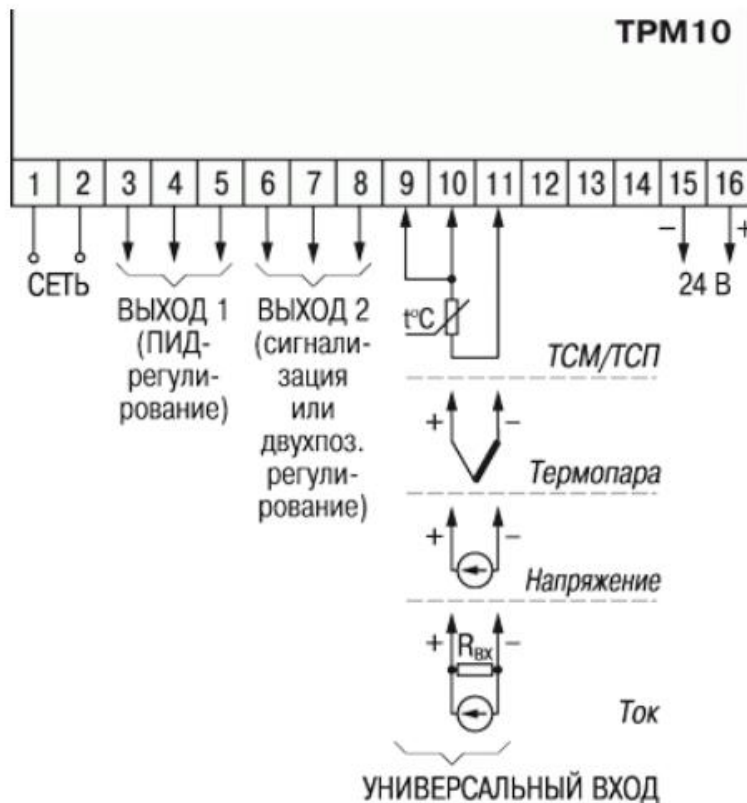 ТРМ10
1 2 3 4 5 6 7 8 9 10 11 12 13 14 15 16
− +
СЕТЬ
24 В
ВЫХОД 1
(ПИД-
регули-
рование)
ВЫХОД 2
(сигнали-
зация
или
двухпоз.
регули-
рование)
t°C
ТСМ/ТСП
+ −
Термопара
+ −
Напряжение
+ −
Rвх
Ток
УНИВЕРСАЛЬНЫЙ ВХОД